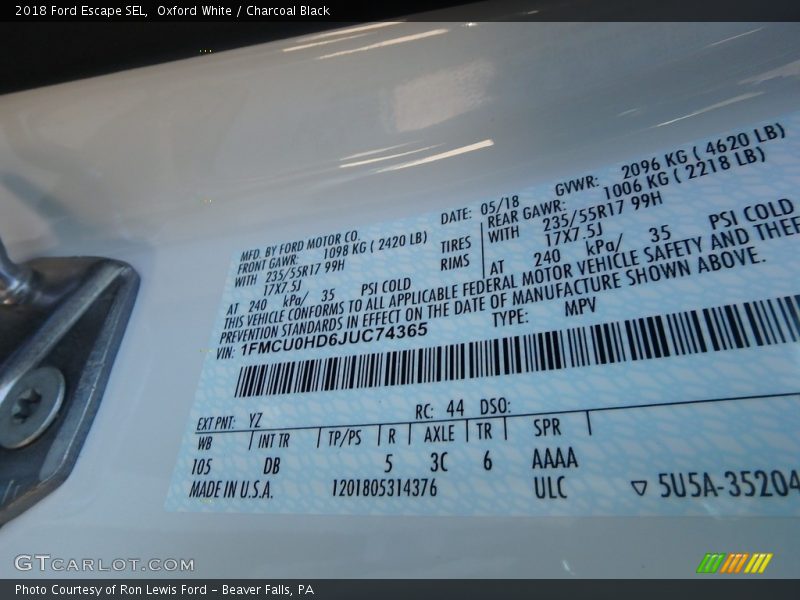 2018 Ford Escape SEL,  Oxford White / Charcoal Black
MFD. BY FORD MOTOR CO.
DATE: 05/18
GVWR: 2096 KG ( 4620 LB)
FRONT GAWR: 1098 KG ( 2420 LB)
REAR GAWR: 1006 KG ( 2218 LB)
WITH 235/55R17 99H
TIRES
WITH 235/55R17 99H
17X7.5J
RIMS
17X7.5J
AT 240 kPa/ 35 PSI COLD
AT 240 kPa/ 35 PSI COLD
THIS VEHICLE CONFORMS TO ALL APPLICABLE FEDERAL MOTOR VEHICLE SAFETY AND THEF
PREVENTION STANDARDS IN EFFECT ON THE DATE OF MANUFACTURE SHOWN ABOVE.
VIN: 1FMCU0HD6JUC74365
TYPE: MPV
EXT PNT: YZ
RC: 44 DSO:
WB INT TR TP/PS R AXLE TR SPR
105 DB 5 3C 6 AAAA
MADE IN U.S.A. 1201805314376 ULC ▽ 5U5A-35204
GTCARLOT.COM
Photo Courtesy of Ron Lewis Ford - Beaver Falls, PA